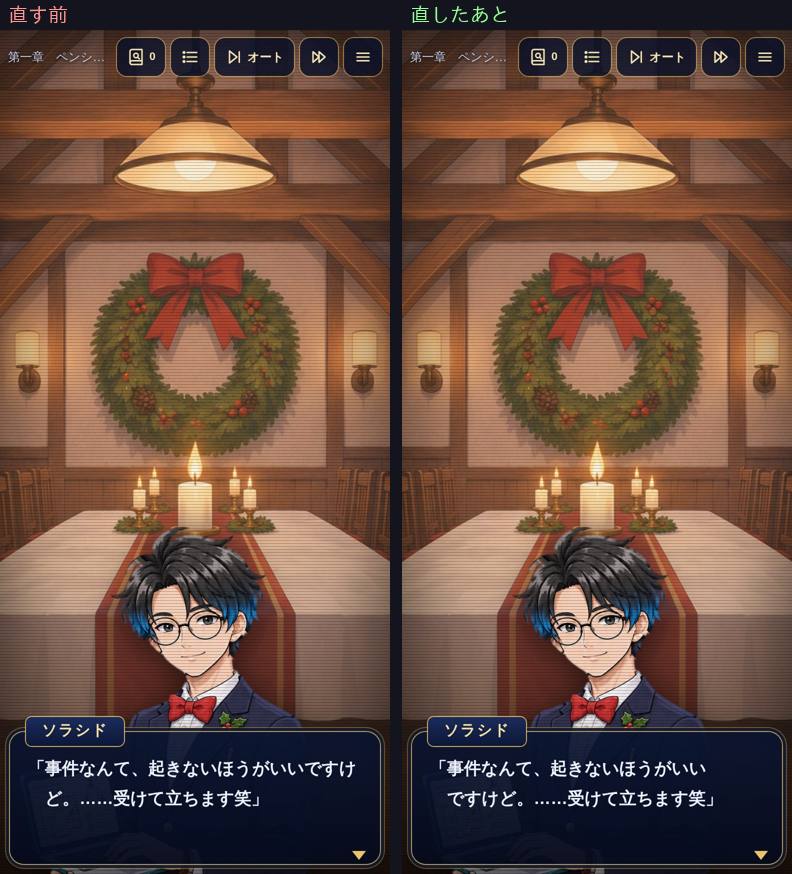 直す前
直したあと
第一章　ペンシ…
0
オート
第一章　ペンシ…
0
オート
ソラシド
「事件なんて、起きないほうがいいですけ
ど。……受けて立ちます笑」
ソラシド
「事件なんて、起きないほうがいい
ですけど。……受けて立ちます笑」